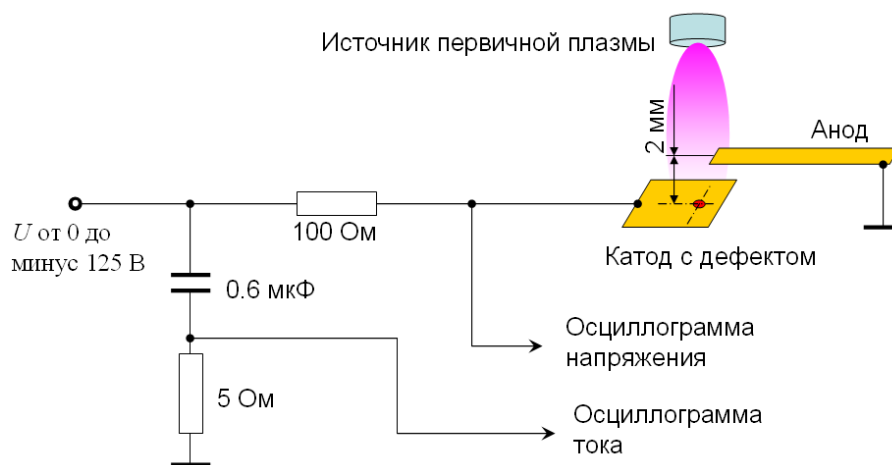 Источник первичной плазмы
2 мм
Анод
100 Ом
U от 0 до
минус 125 В
Катод с дефектом
0.6 мкФ
Осциллограмма
напряжения
5 Ом
Осциллограмма
тока